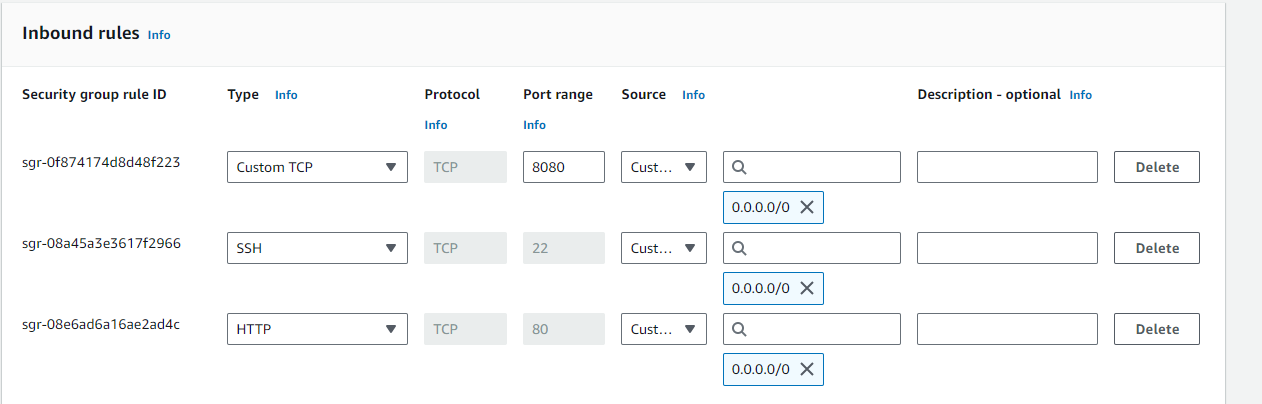 Inbound rules Info
Security group rule ID Type Info Protocol Info Port range Info Source Info Description - optional Info
sgr-0f874174d8d48f223 Custom TCP TCP 8080 Cust... Delete
0.0.0.0/0
sgr-08a45a3e3617f2966 SSH TCP 22 Cust... Delete
0.0.0.0/0
sgr-08e6ad6a16ae2ad4c HTTP TCP 80 Cust... Delete
0.0.0.0/0